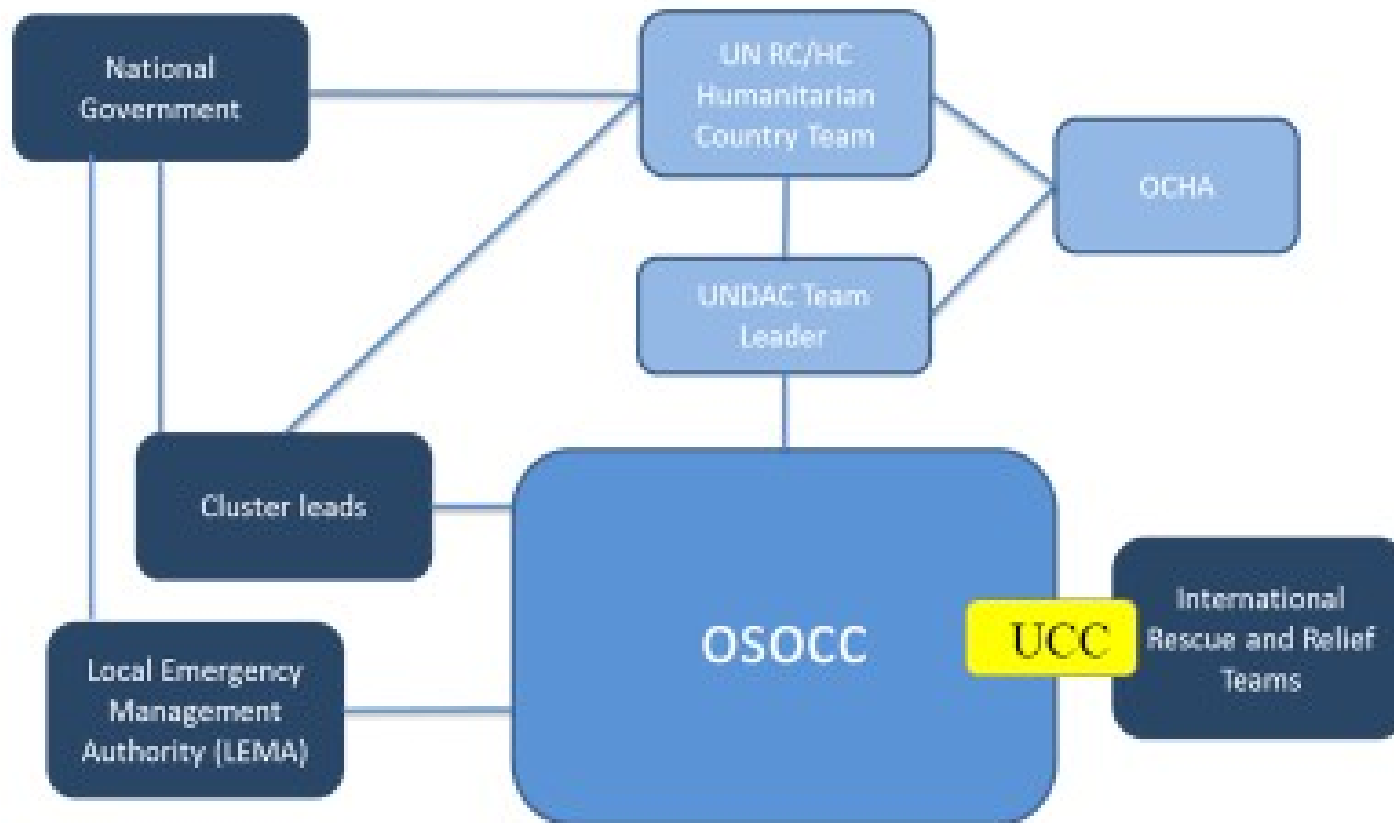 National
Government
UN RC/HC
Humanitarian
Country Team
OCHA
UNDAC Team
Leader
Cluster leads
OSOCC
UCC
International
Rescue and Relief
Teams
Local Emergency
Management
Authority (LEMA)